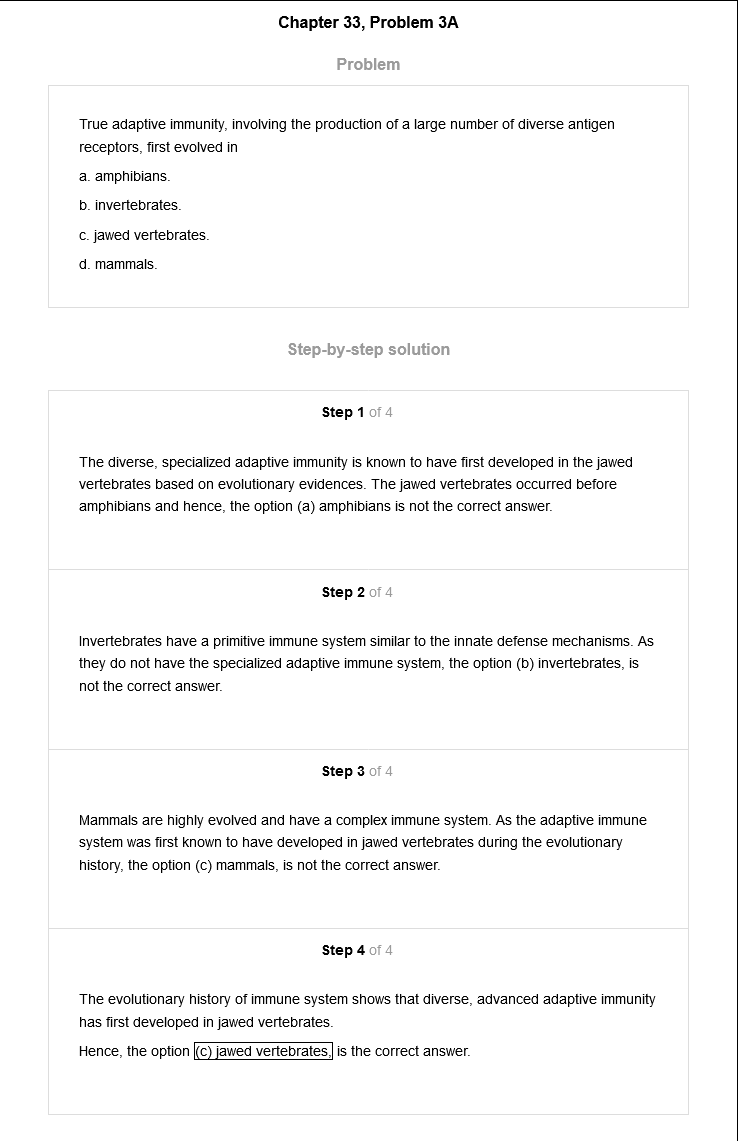 Chapter 33, Problem 3A
Problem
True adaptive immunity, involving the production of a large number of diverse antigen
receptors, first evolved in
a. amphibians.
b. invertebrates.
c. jawed vertebrates.
d. mammals.
Step-by-step solution
Step 1 of 4
The diverse, specialized adaptive immunity is known to have first developed in the jawed
vertebrates based on evolutionary evidences. The jawed vertebrates occurred before
amphibians and hence, the option (a) amphibians is not the correct answer.
Step 2 of 4
Invertebrates have a primitive immune system similar to the innate defense mechanisms. As
they do not have the specialized adaptive immune system, the option (b) invertebrates, is
not the correct answer.
Step 3 of 4
Mammals are highly evolved and have a complex immune system. As the adaptive immune
system was first known to have developed in jawed vertebrates during the evolutionary
history, the option (c) mammals, is not the correct answer.
Step 4 of 4
The evolutionary history of immune system shows that diverse, advanced adaptive immunity
has first developed in jawed vertebrates.
Hence, the option (c) jawed vertebrates, is the correct answer.